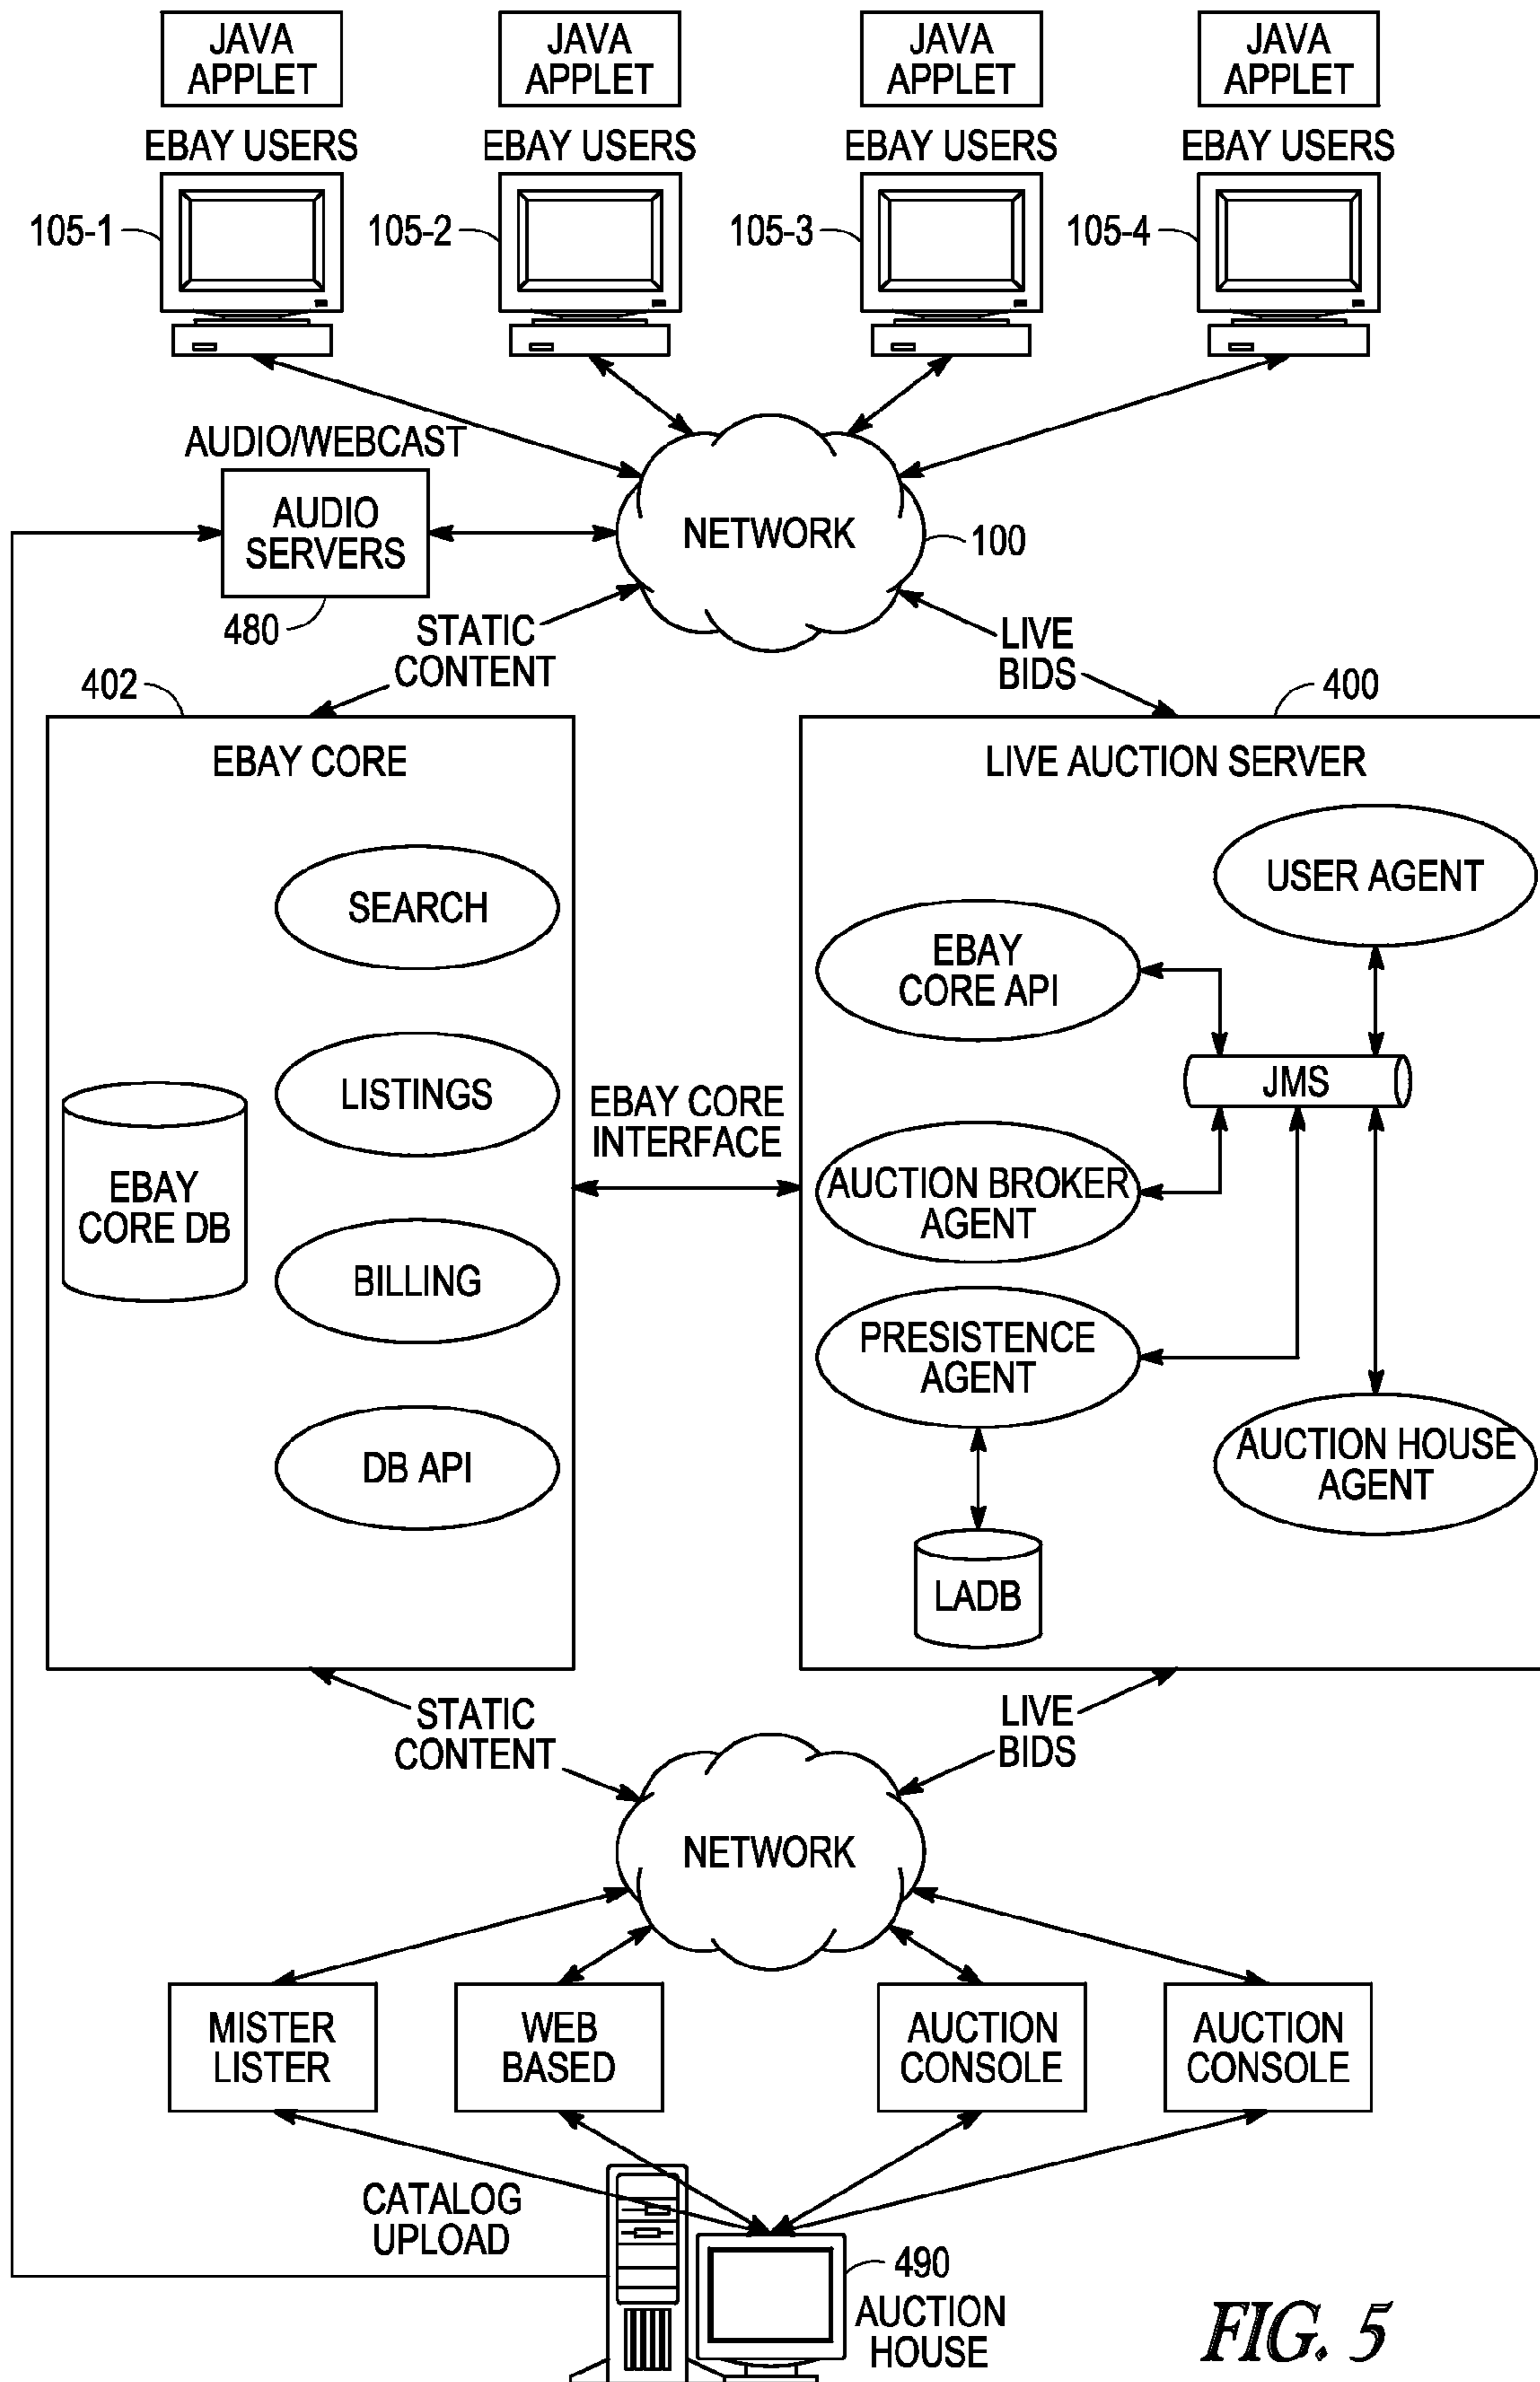 JAVA
APPLET
JAVA
APPLET
JAVA
APPLET
JAVA
APPLET
EBAY USERS
EBAY USERS
EBAY USERS
EBAY USERS
105-1
105-2
105-3
105-4
AUDIO/WEBCAST
AUDIO
SERVERS
480
NETWORK
100
STATIC
CONTENT
LIVE
BIDS
402
400
EBAY CORE
SEARCH
LISTINGS
EBAY
CORE DB
BILLING
DB API
EBAY CORE
INTERFACE
LIVE AUCTION SERVER
USER AGENT
EBAY
CORE API
JMS
AUCTION BROKER
AGENT
PRESISTENCE
AGENT
AUCTION HOUSE
AGENT
LADB
STATIC
CONTENT
LIVE
BIDS
NETWORK
MISTER
LISTER
WEB
BASED
AUCTION
CONSOLE
AUCTION
CONSOLE
CATALOG
UPLOAD
490
AUCTION
HOUSE
FIG. 5